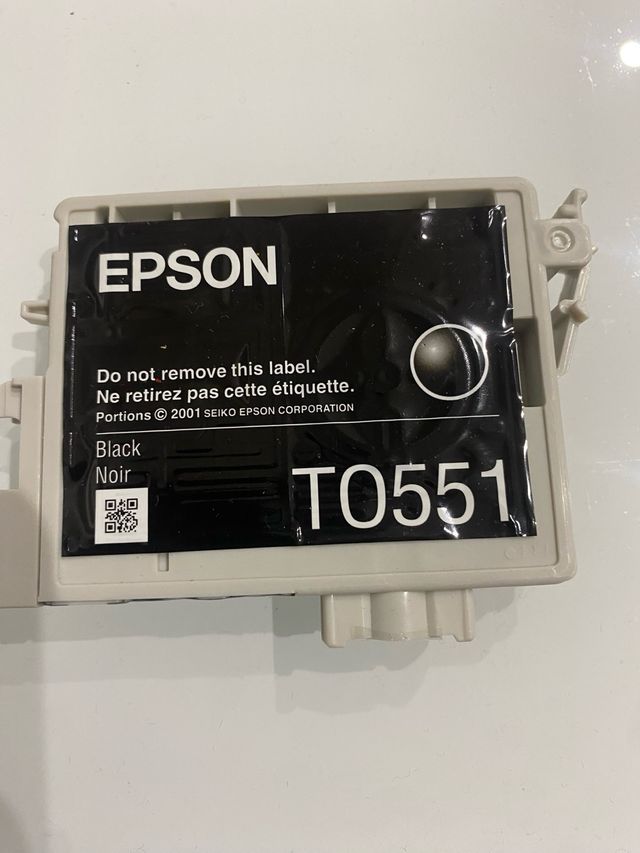 EPSON
Do not remove this label.
Ne retirez pas cette étiquette.
Portions © 2001 SEIKO EPSON CORPORATION
Black
Noir
T0551